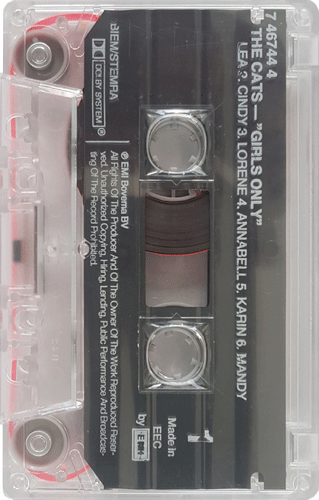 7 46744 4
THE CATS — "GIRLS ONLY"
LEA 2. CINDY 3. LORENE 4. ANNABELL 5. KARIN 6. MANDY
BIEM/STEMRA
DOLBY SYSTEM®
1
Made in
EEC
by EMI
℗ EMI Bovema BV
All Rights Of The Producer And Of The Owner Of The Work Reproduced Reser-
ved. Unauthorized Copying, Hiring, Lending, Public Performance And Broadcas-
ting Of The Record Prohibited.